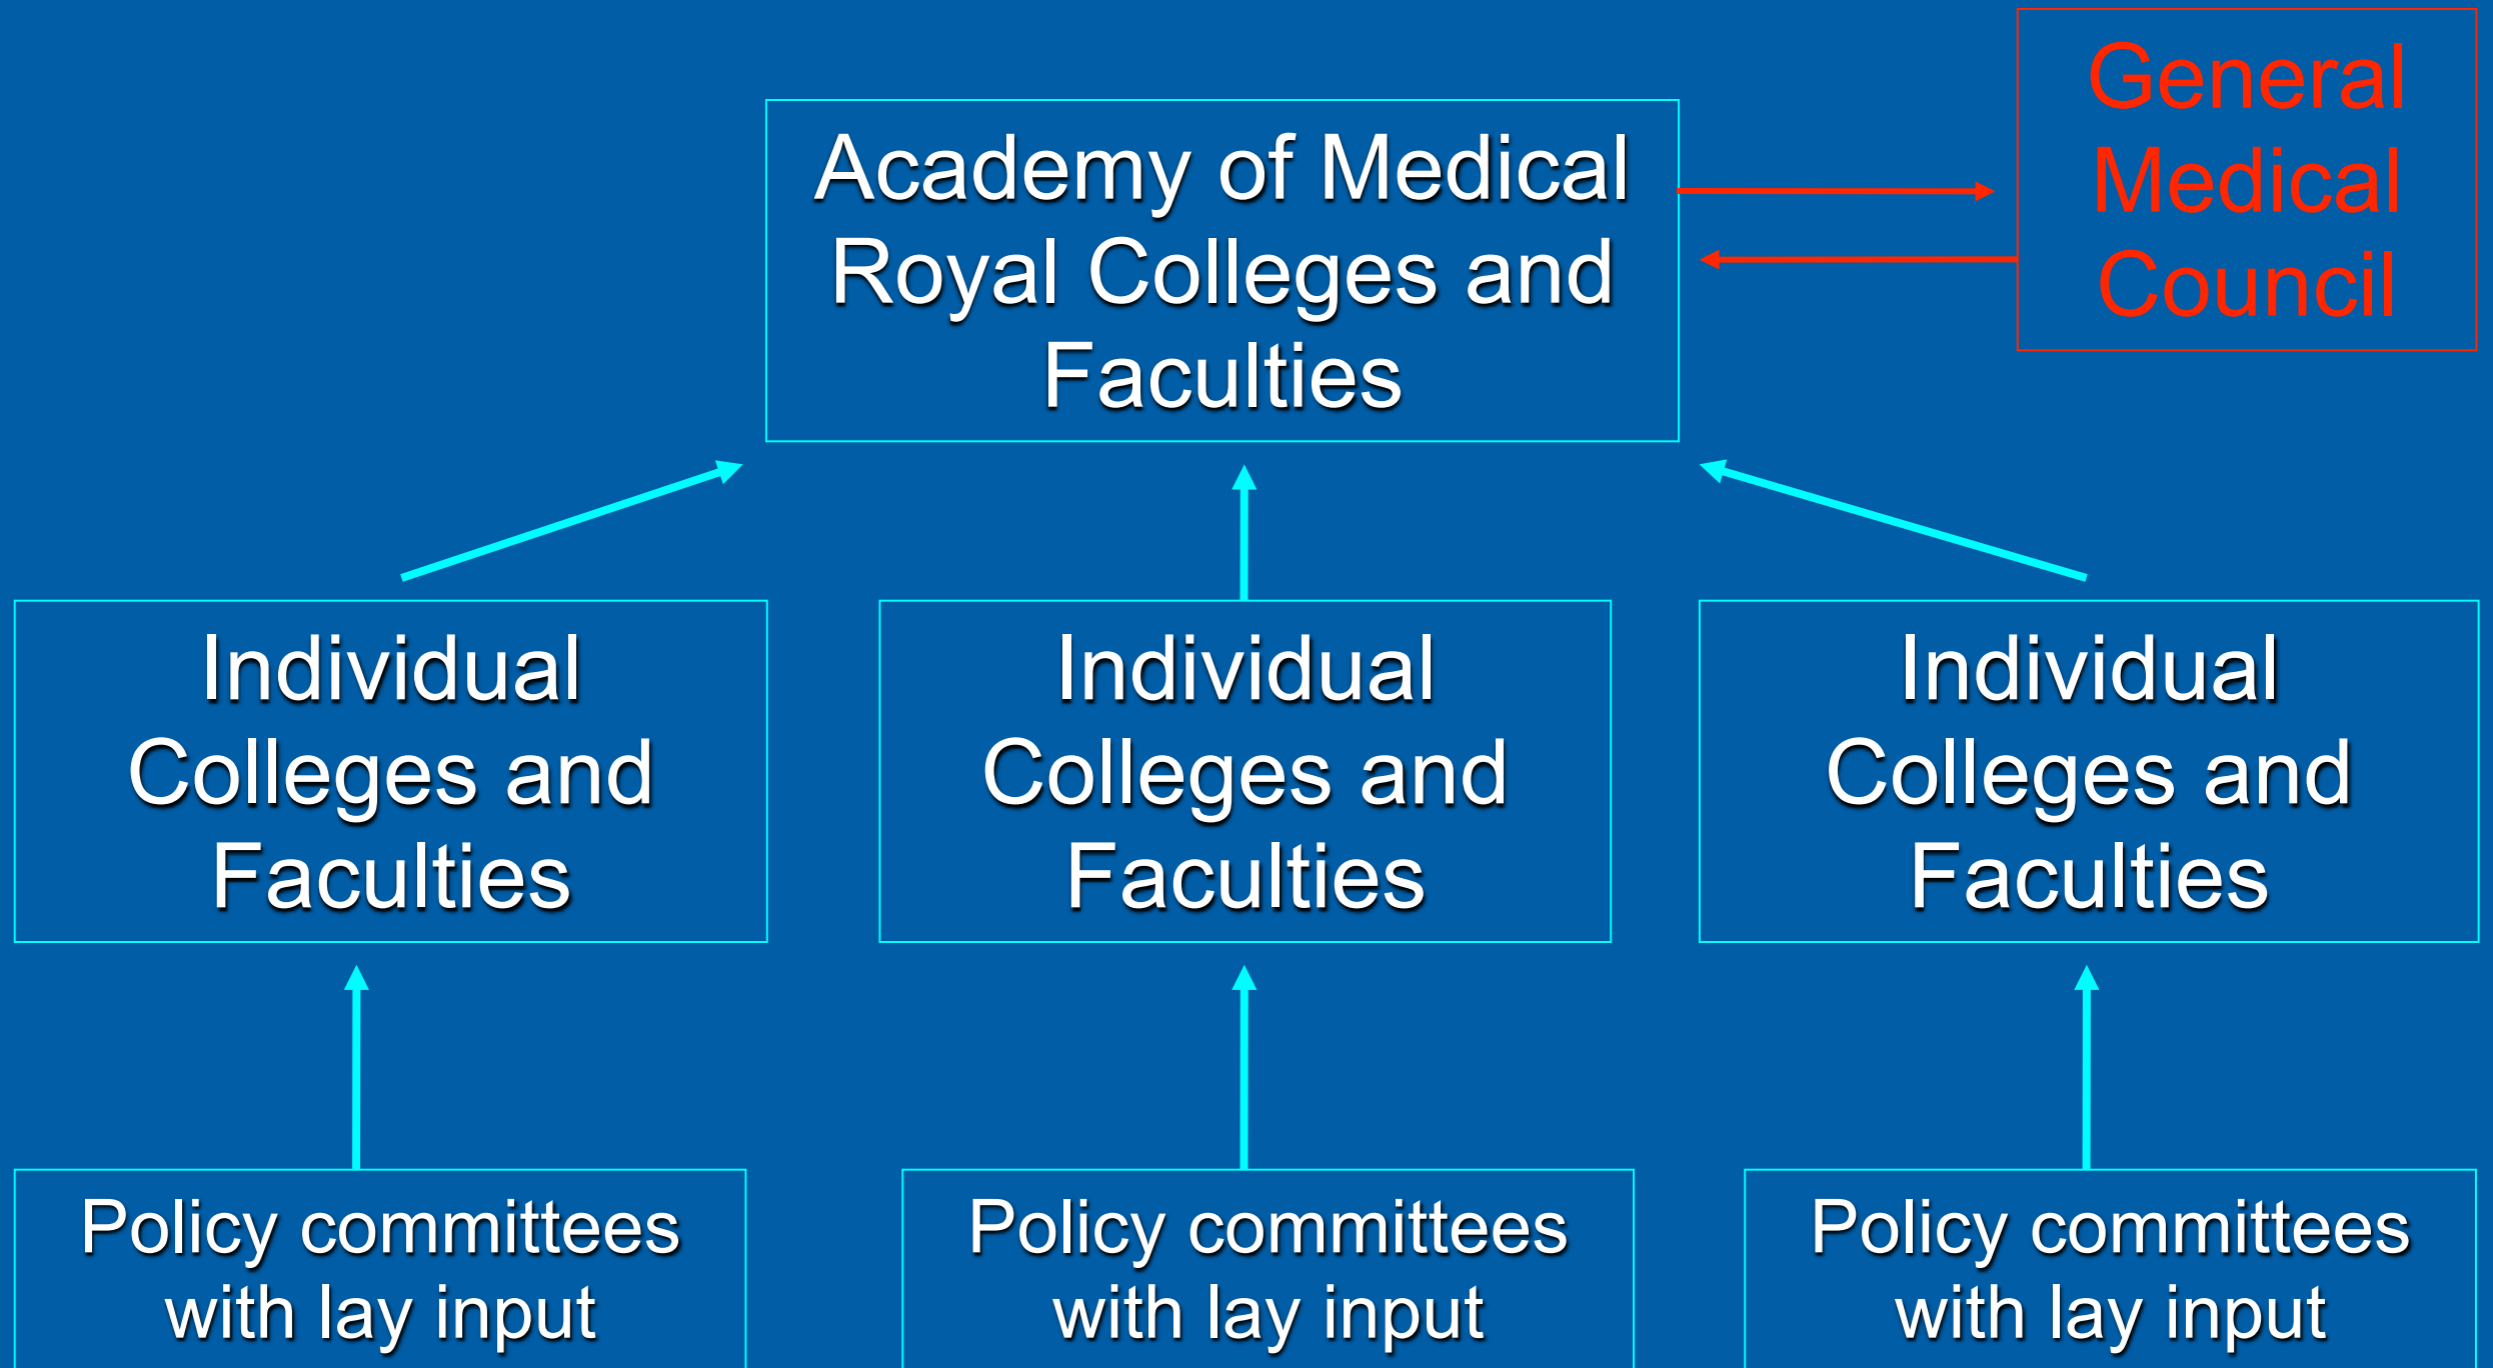 General
Medical
Council
Academy of Medical
Royal Colleges and
Faculties
Individual
Colleges and
Faculties
Individual
Colleges and
Faculties
Individual
Colleges and
Faculties
Policy committees
with lay input
Policy committees
with lay input
Policy committees
with lay input